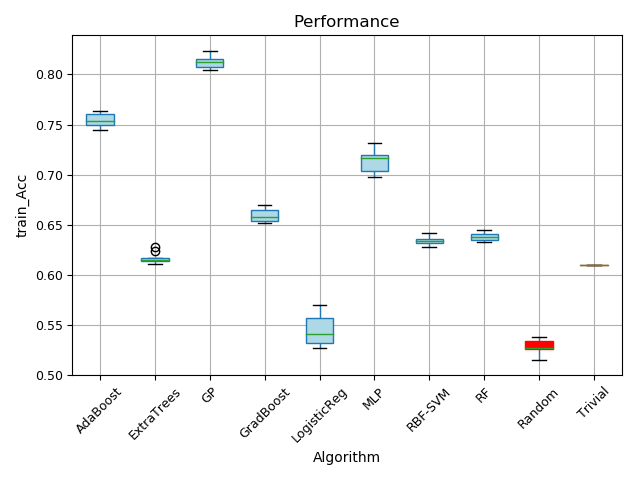 Performance
train_Acc
0.80
0.75
0.70
0.65
0.60
0.55
0.50
AdaBoost
ExtraTrees
GP
GradBoost
LogisticReg
MLP
RBF-SVM
RF
Random
Trivial
Algorithm